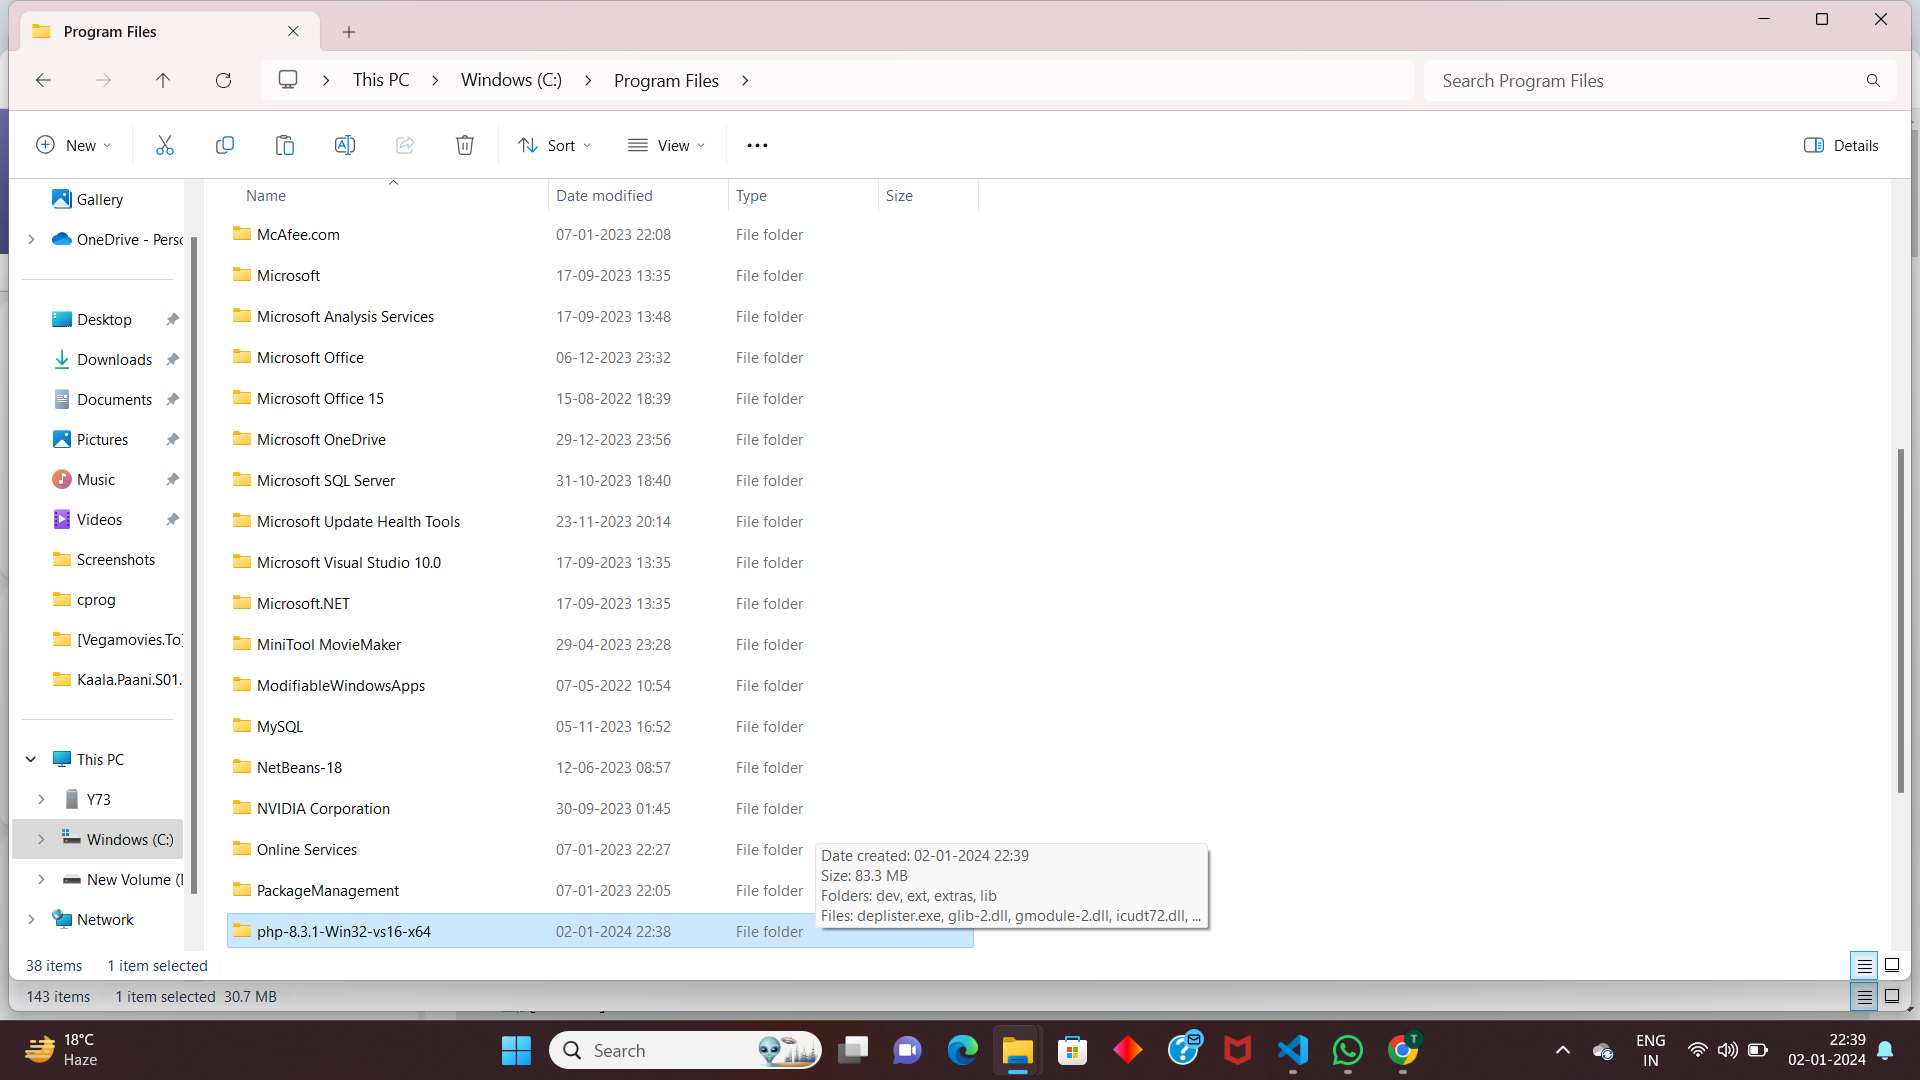 Program Files
This PC
Windows (C:)
Program Files
Search Program Files
New
Sort
View
Details
Gallery
OneDrive - Perso
Desktop
Downloads
Documents
Pictures
Music
Videos
Screenshots
cprog
[Vegamovies.To]
Kaala.Paani.S01.
This PC
Y73
Windows (C:)
New Volume (
Network
Name Date modified Type Size
McAfee.com 07-01-2023 22:08 File folder
Microsoft 17-09-2023 13:35 File folder
Microsoft Analysis Services 17-09-2023 13:48 File folder
Microsoft Office 06-12-2023 23:32 File folder
Microsoft Office 15 15-08-2022 18:39 File folder
Microsoft OneDrive 29-12-2023 23:56 File folder
Microsoft SQL Server 31-10-2023 18:40 File folder
Microsoft Update Health Tools 23-11-2023 20:14 File folder
Microsoft Visual Studio 10.0 17-09-2023 13:35 File folder
Microsoft.NET 17-09-2023 13:35 File folder
MiniTool MovieMaker 29-04-2023 23:28 File folder
ModifiableWindowsApps 07-05-2022 10:54 File folder
MySQL 05-11-2023 16:52 File folder
NetBeans-18 12-06-2023 08:57 File folder
NVIDIA Corporation 30-09-2023 01:45 File folder
Online Services 07-01-2023 22:27 File folder
PackageManagement 07-01-2023 22:05 File folder
php-8.3.1-Win32-vs16-x64 02-01-2024 22:38 File folder
Date created: 02-01-2024 22:39
Size: 83.3 MB
Folders: dev, ext, extras, lib
Files: deplister.exe, glib-2.dll, gmodule-2.dll, icudt72.dll, ...
38 items 1 item selected
143 items 1 item selected 30.7 MB
18°C
Haze
Search
T
ENG
IN
22:39
02-01-2024